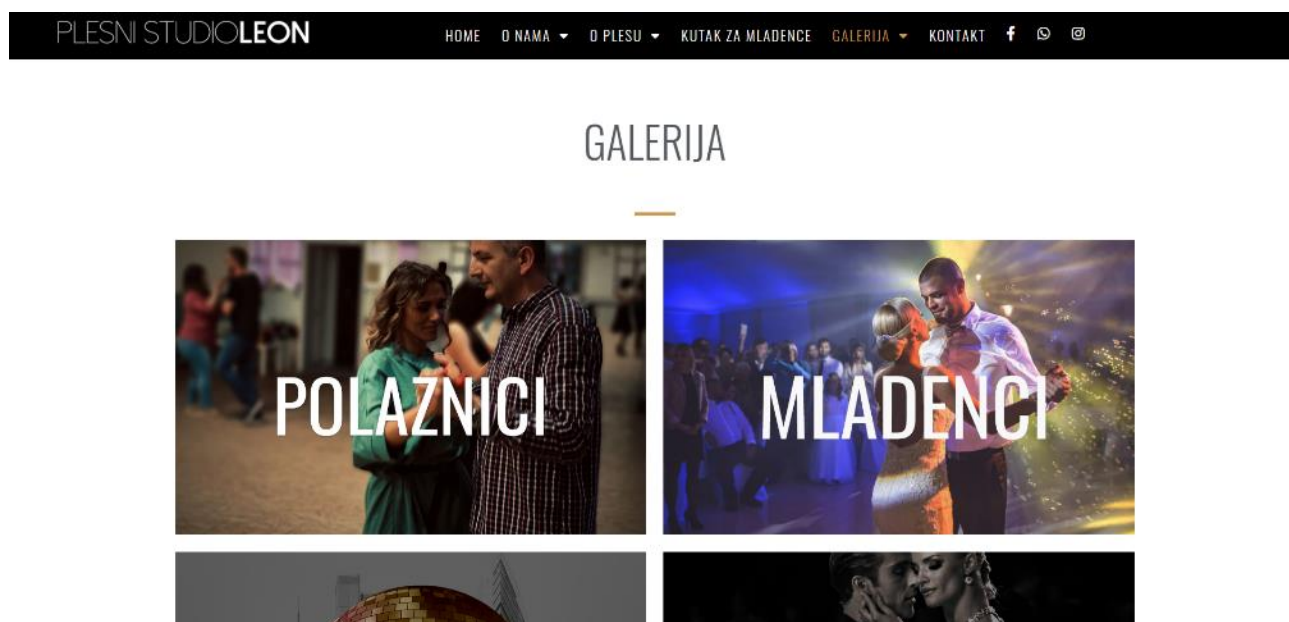 PLESNI STUDIOLEON
HOME O NAMA O PLESU KUTAK ZA MLADENCE GALERIJA KONTAKT
GALERIJA
POLAZNICI
MLADENCI